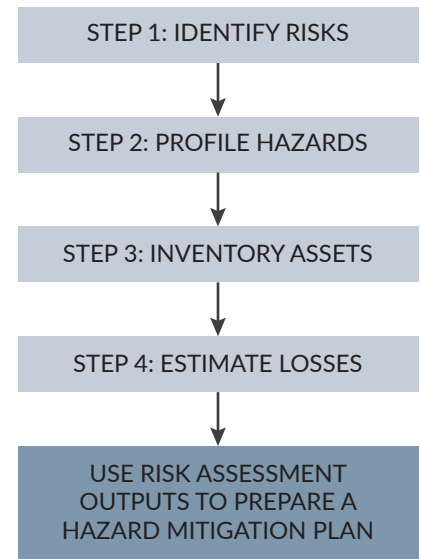 STEP 1: IDENTIFY RISKS
STEP 2: PROFILE HAZARDS
STEP 3: INVENTORY ASSETS
STEP 4: ESTIMATE LOSSES
USE RISK ASSESSMENT
OUTPUTS TO PREPARE A
HAZARD MITIGATION PLAN